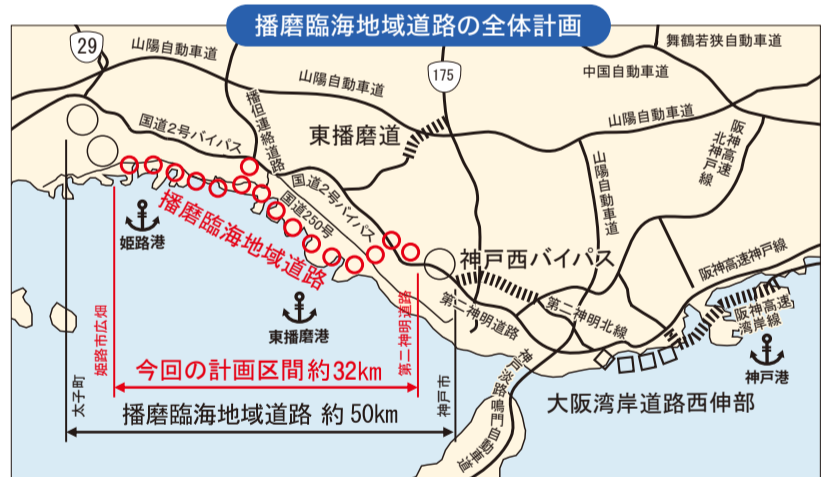 播磨臨海地域道路の全体計画
29
山陽自動車道
山陽自動車道
播但連絡道路
国道2号バイパス
175
東播磨道
舞鶴若狭自動車道
中国自動車道
山陽自動車道
山陽自動車道
阪神高速
北神戸線
国道2号バイパス
国道250号
播磨臨海地域道路
姫路港
東播磨港
神戸西バイパス
第二神明道路
第二神明北線
阪神高速神戸線
阪神高速
湾岸線
神戸港
大阪湾岸道路西伸部
神戸淡路鳴門自動車道
姫路市広畑
第二神明道路
今回の計画区間約32km
太子町
神戸市
播磨臨海地域道路 約50km